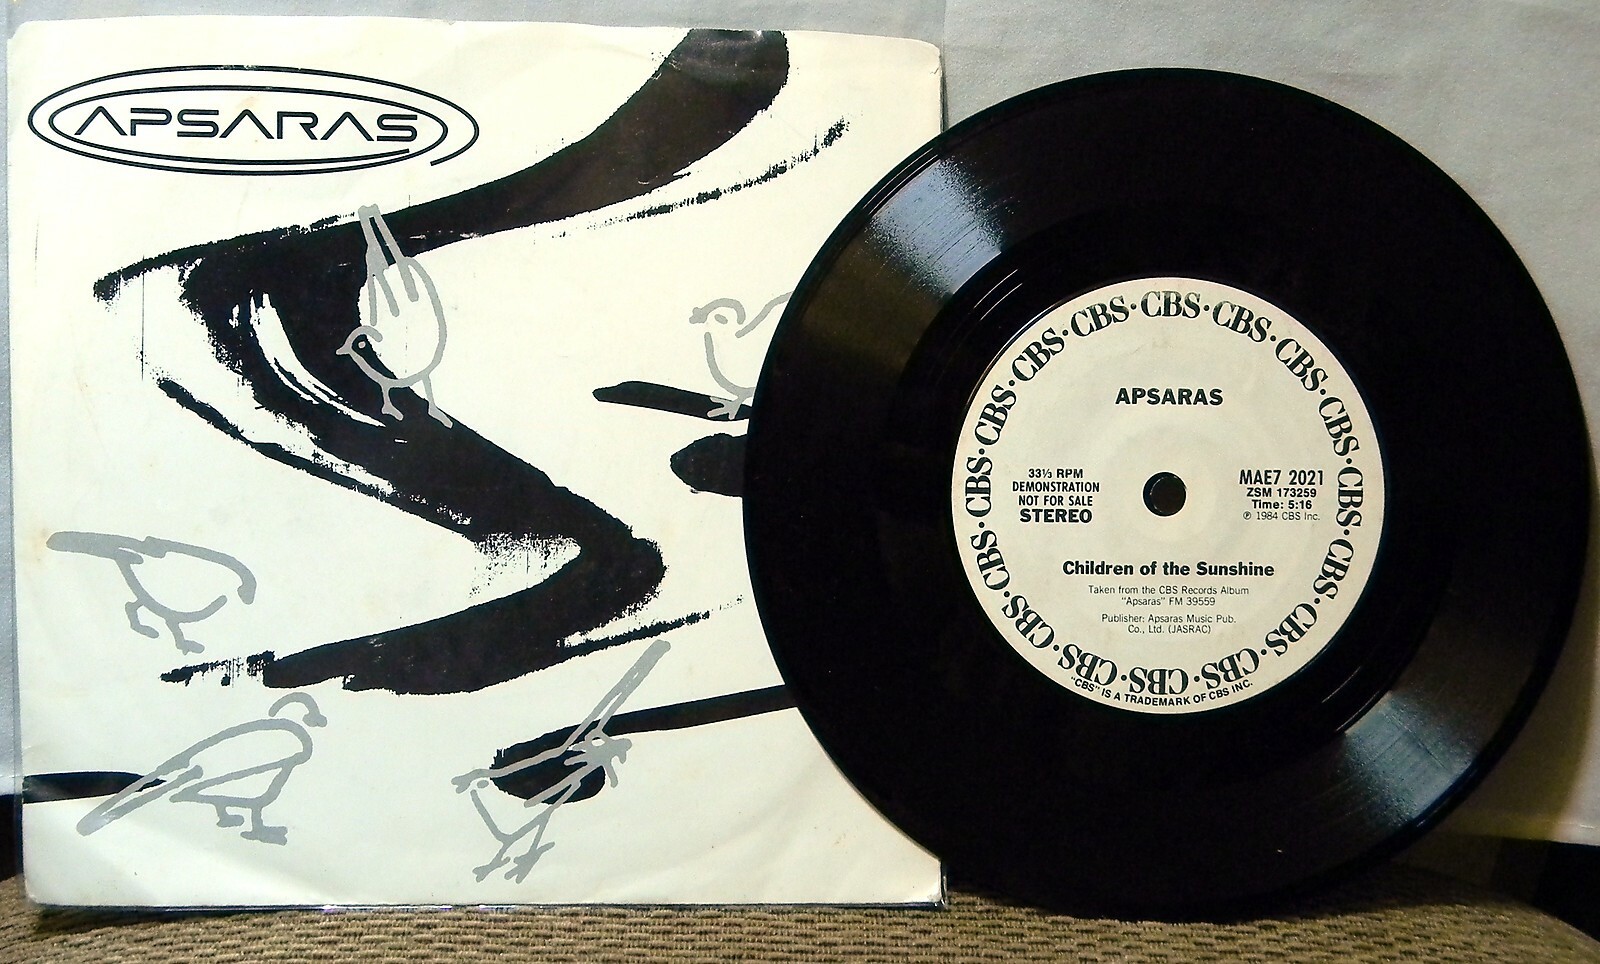 APSARAS
CBS · CBS · CBS · CBS · CBS · CBS · CBS · CBS · CBS · CBS · CBS · CBS · CBS · CBS · CBS · CBS · CBS · CBS
APSARAS
33⅓ RPM
DEMONSTRATION
NOT FOR SALE
STEREO
MAE7 2021
ZSM 173259
Time: 5:16
℗ 1984 CBS Inc.
Children of the Sunshine
Taken from the CBS Records Album
"Apsaras" FM 39559
Publisher: Apsaras Music Pub.
Co., Ltd. (JASRAC)
"CBS" IS A TRADEMARK OF CBS INC.